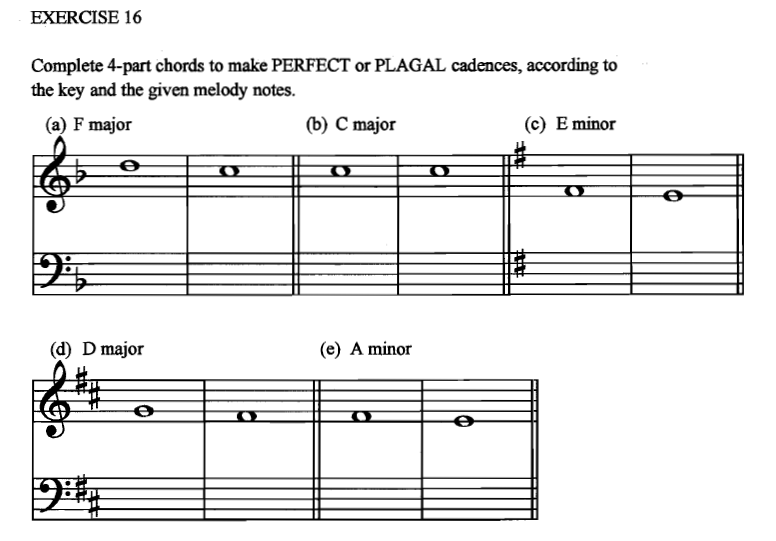 EXERCISE 16
Complete 4-part chords to make PERFECT or PLAGAL cadences, according to
the key and the given melody notes.
(a) F major
(b) C major
(c) E minor
(d) D major
(e) A minor